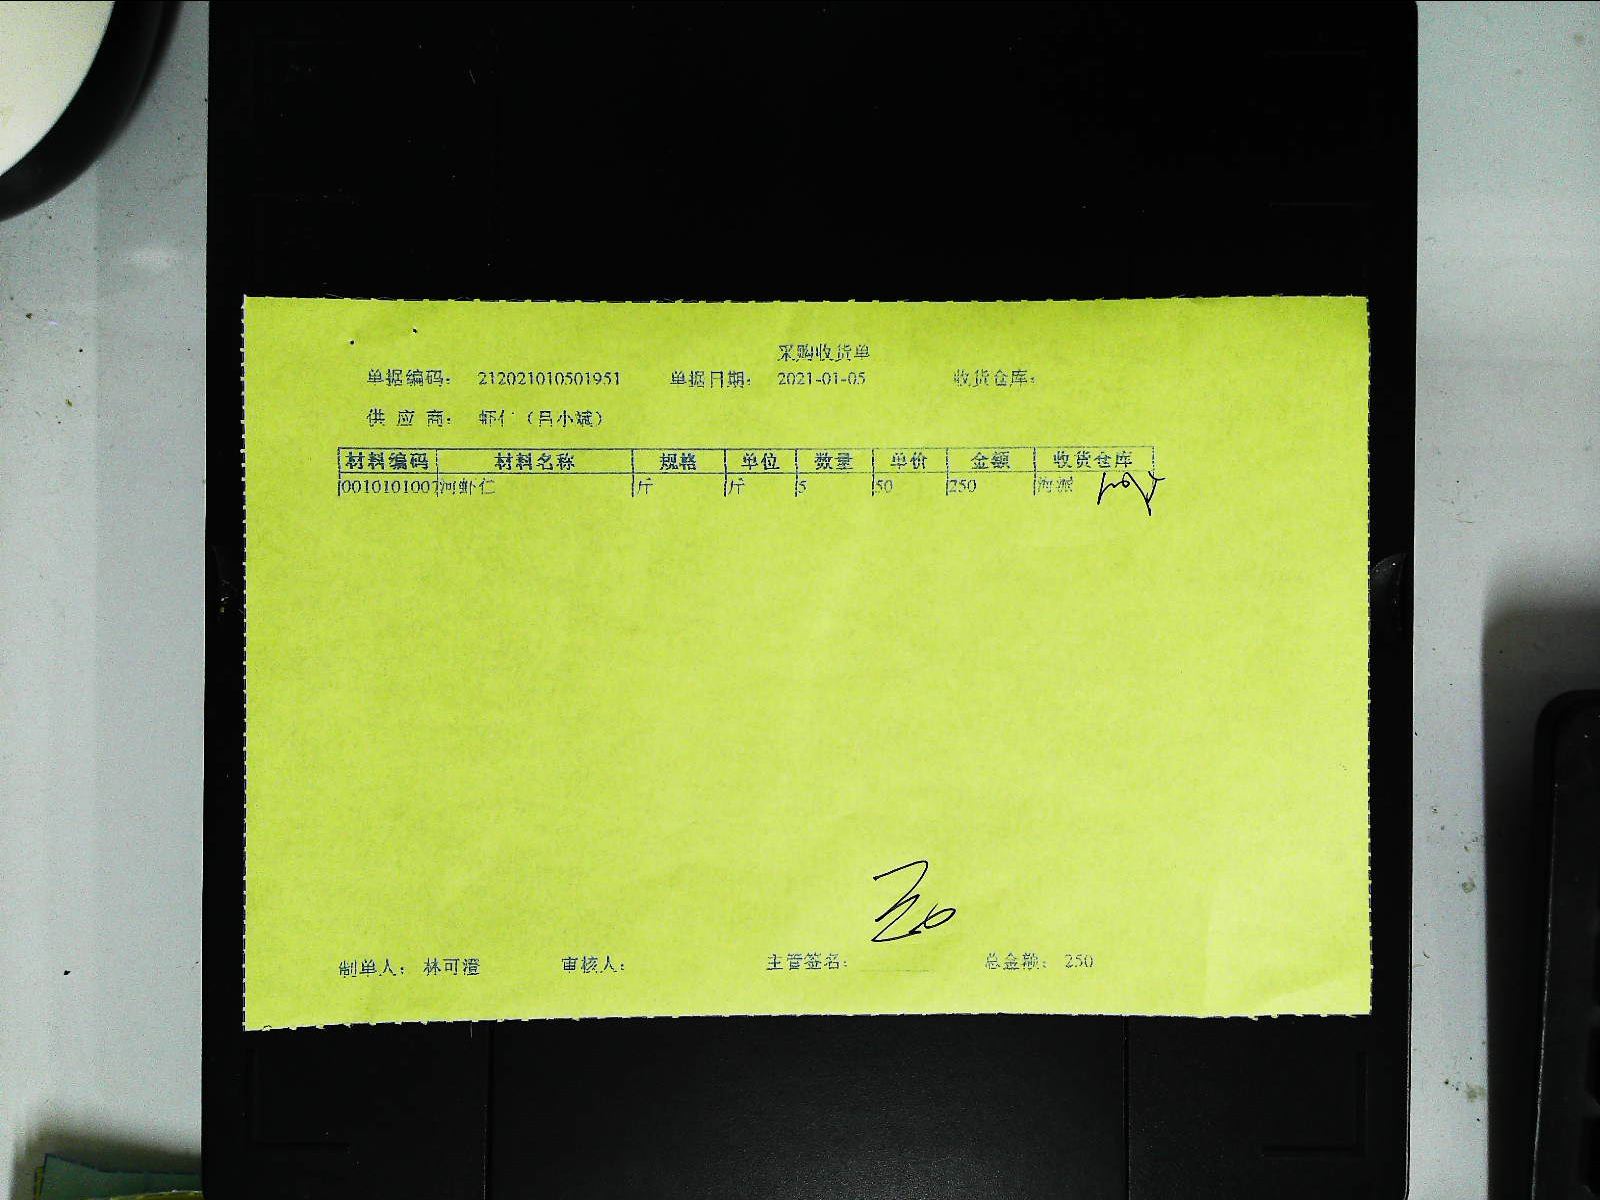 采购收货单
单据编码： 212021010501951 单据日期： 2021-01-05 收货仓库：
供 应 商： 虾仁（吕小斌）
材料编码 材料名称 规格 单位 数量 单价 金额 收货仓库
0010101007 河虾仁 斤 斤 5 50 250 海派
制单人： 林可澄 审核人： 主管签名： 总金额： 250